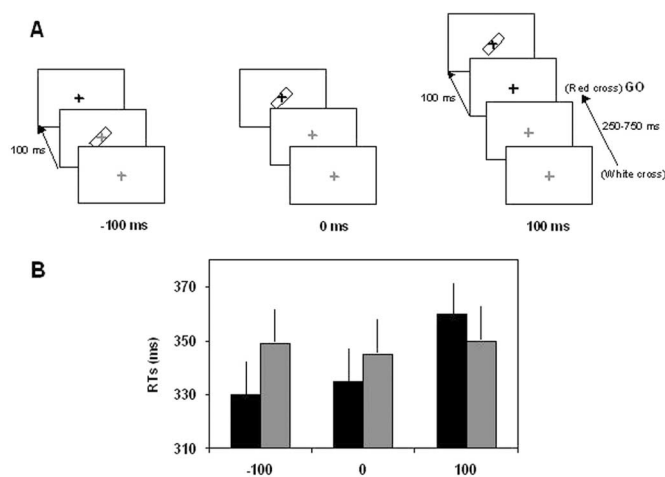 A
100 ms
-100 ms
0 ms
100 ms
(Red cross) GO
250-750 ms
(White cross)
100 ms
B
RTs (ms)
370
350
330
310
-100
0
100